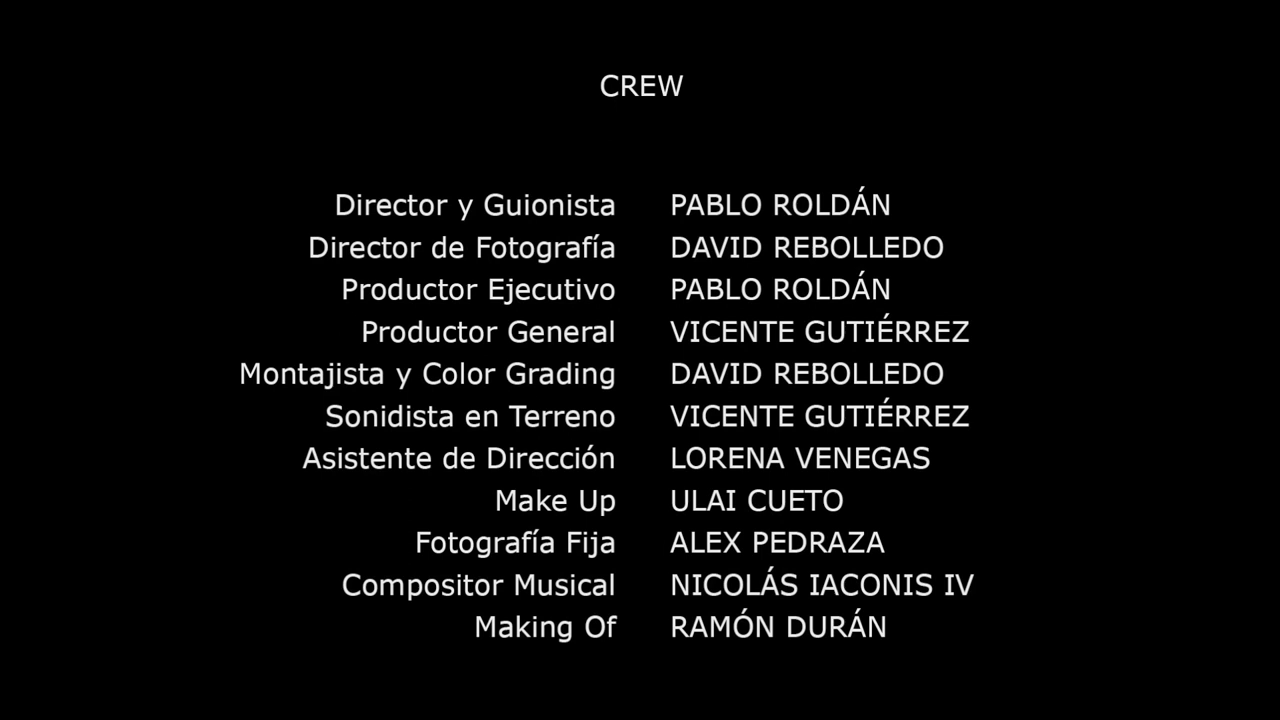 CREW
Director y Guionista PABLO ROLDÁN
Director de Fotografía DAVID REBOLLEDO
Productor Ejecutivo PABLO ROLDÁN
Productor General VICENTE GUTIÉRREZ
Montajista y Color Grading DAVID REBOLLEDO
Sonidista en Terreno VICENTE GUTIÉRREZ
Asistente de Dirección LORENA VENEGAS
Make Up ULAI CUETO
Fotografía Fija ALEX PEDRAZA
Compositor Musical NICOLÁS IACONIS IV
Making Of RAMÓN DURÁN